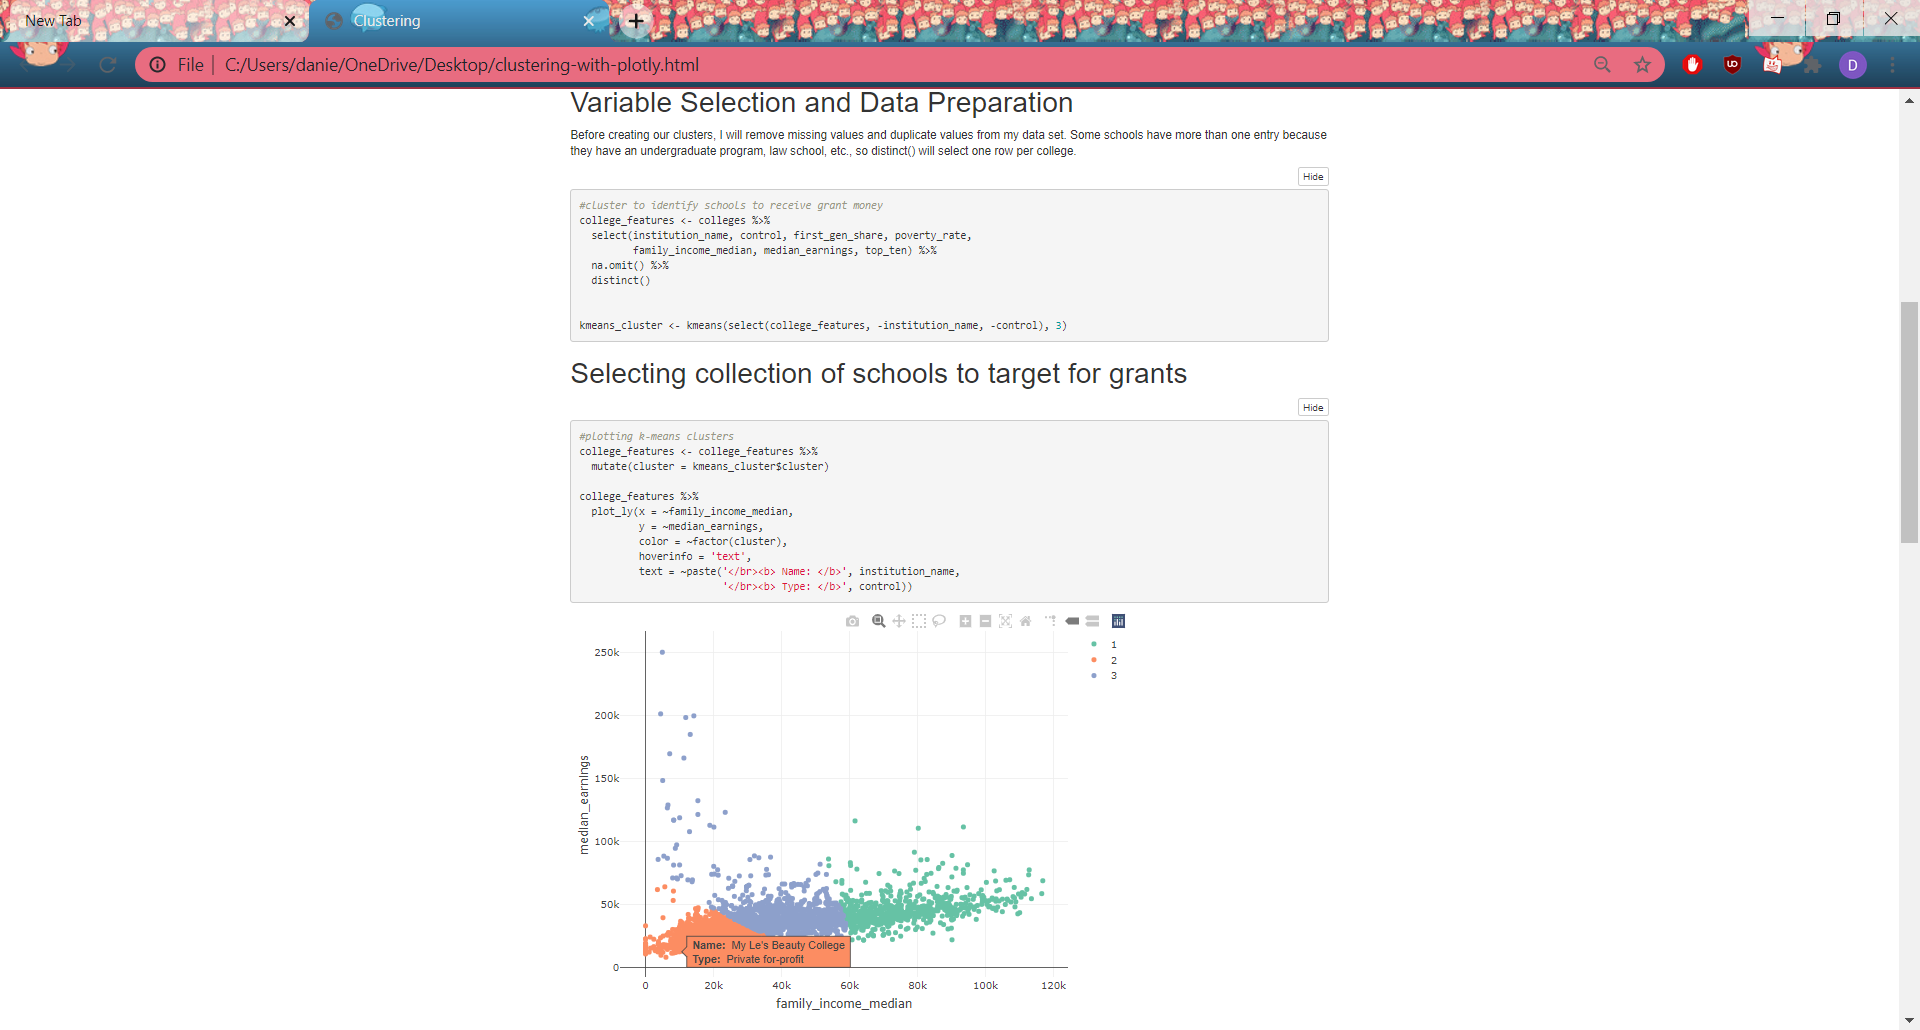 New Tab
Clustering
File
C:/Users/danie/OneDrive/Desktop/clustering-with-plotly.html
UD
D
Variable Selection and Data Preparation
Before creating our clusters, I will remove missing values and duplicate values from my data set. Some schools have more than one entry because
they have an undergraduate program, law school, etc., so distinct() will select one row per college.
Hide
#cluster to identify schools to receive grant money
college_features <- colleges %>%
  select(institution_name, control, first_gen_share, poverty_rate,
         family_income_median, median_earnings, top_ten) %>%
  na.omit() %>%
  distinct()
kmeans_cluster <- kmeans(select(college_features, -institution_name, -control), 3)
Selecting collection of schools to target for grants
Hide
#plotting k-means clusters
college_features <- college_features %>%
  mutate(cluster = kmeans_cluster$cluster)
college_features %>%
  plot_ly(x = ~family_income_median,
          y = ~median_earnings,
          color = ~factor(cluster),
          hoverinfo = 'text',
          text = ~paste('</br><b> Name: </b>', institution_name,
                        '</br><b> Type: </b>', control))
1
2
3
250k
200k
150k
100k
50k
0
median_earnings
Name: My Le's Beauty College
Type: Private for-profit
0
20k
40k
60k
80k
100k
120k
family_income_median